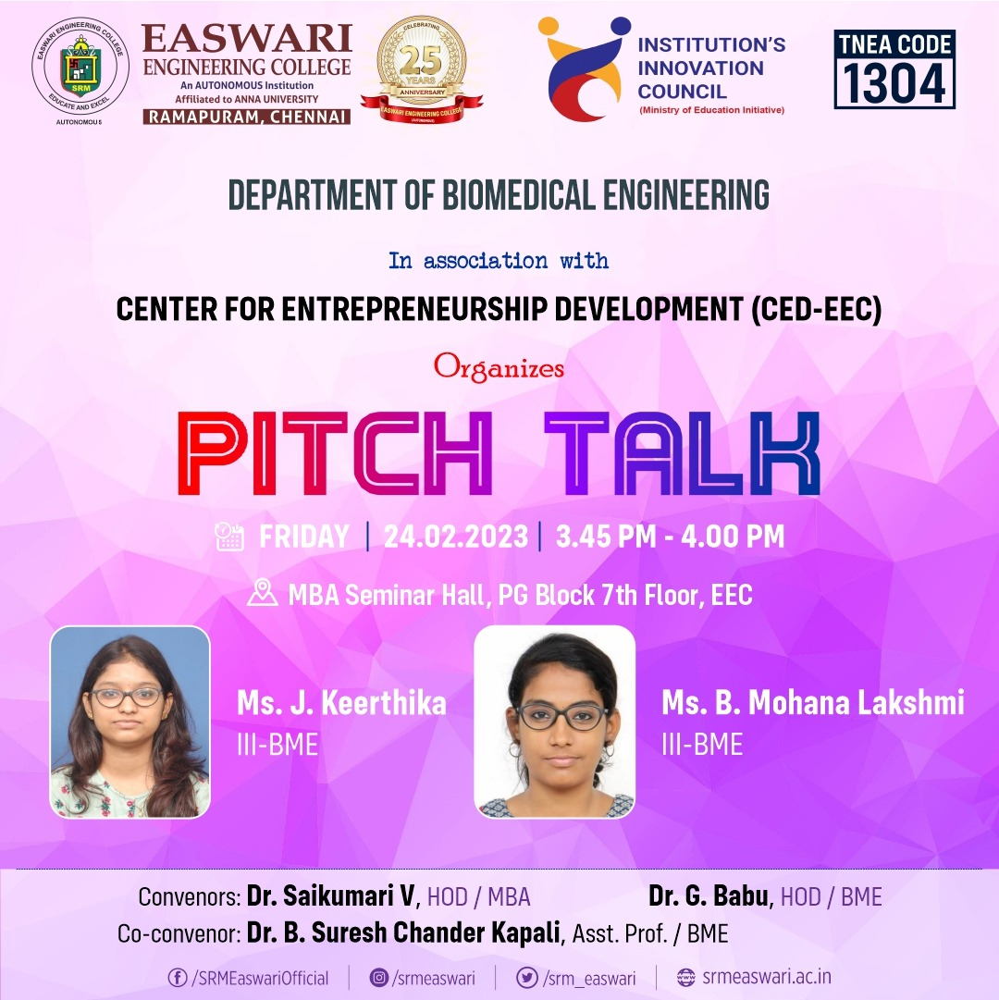 EASWARI ENGINEERING COLLEGE
SRM
EDUCATE AND EXCEL
AUTONOMOUS
EASWARI
ENGINEERING COLLEGE
An AUTONOMOUS Institution
Affiliated to ANNA UNIVERSITY
RAMAPURAM, CHENNAI
CELEBRATING
25
YEARS
ANNIVERSARY
EASWARI ENGINEERING COLLEGE
(AUTONOMOUS)
INSTITUTION'S
INNOVATION
COUNCIL
(Ministry of Education Initiative)
TNEA CODE
1304
DEPARTMENT OF BIOMEDICAL ENGINEERING
In association with
CENTER FOR ENTREPRENEURSHIP DEVELOPMENT (CED-EEC)
Organizes
PITCH TALK
FRIDAY | 24.02.2023 | 3.45 PM - 4.00 PM
MBA Seminar Hall, PG Block 7th Floor, EEC
Ms. J. Keerthika
III-BME
Ms. B. Mohana Lakshmi
III-BME
Convenors: Dr. Saikumari V, HOD / MBA Dr. G. Babu, HOD / BME
Co-convenor: Dr. B. Suresh Chander Kapali, Asst. Prof. / BME
/SRMEaswariOfficial | /srmeaswari | /srm_easwari | srmeaswari.ac.in